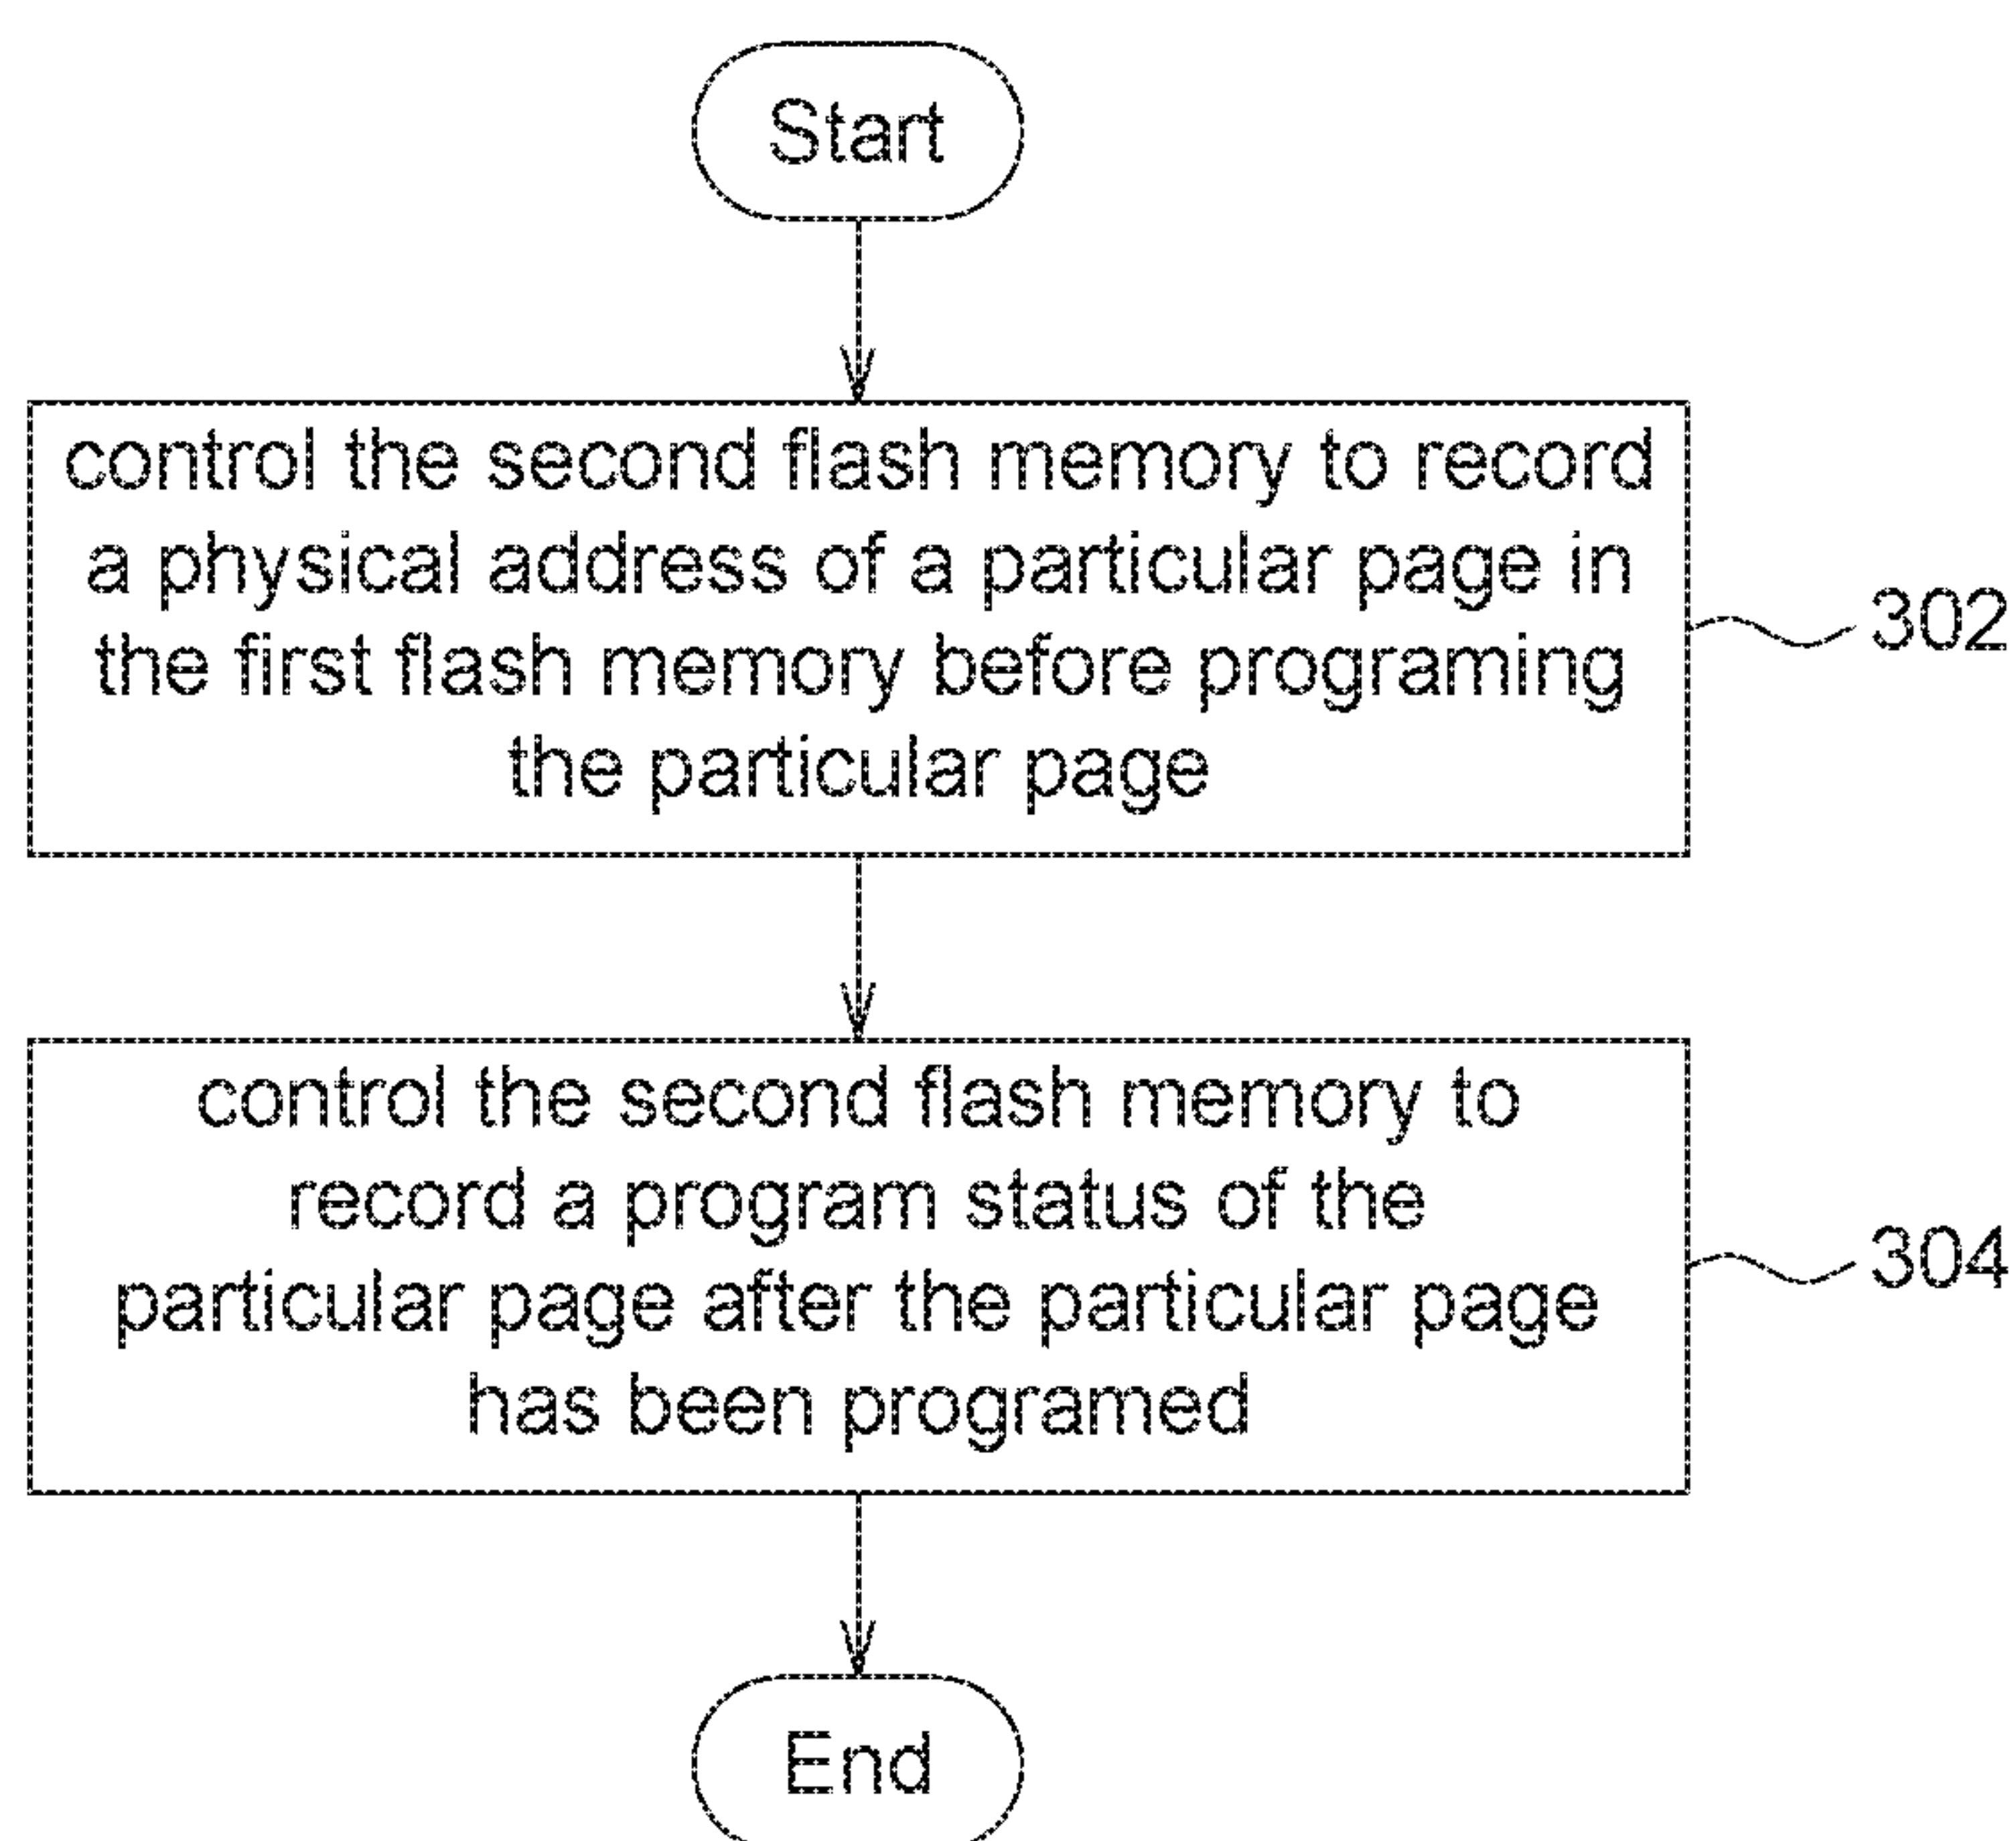 Start
control the second flash memory to record
a physical address of a particular page in
the first flash memory before programing
the particular page
302
control the second flash memory to
record a program status of the
particular page after the particular page
has been programed
304
End